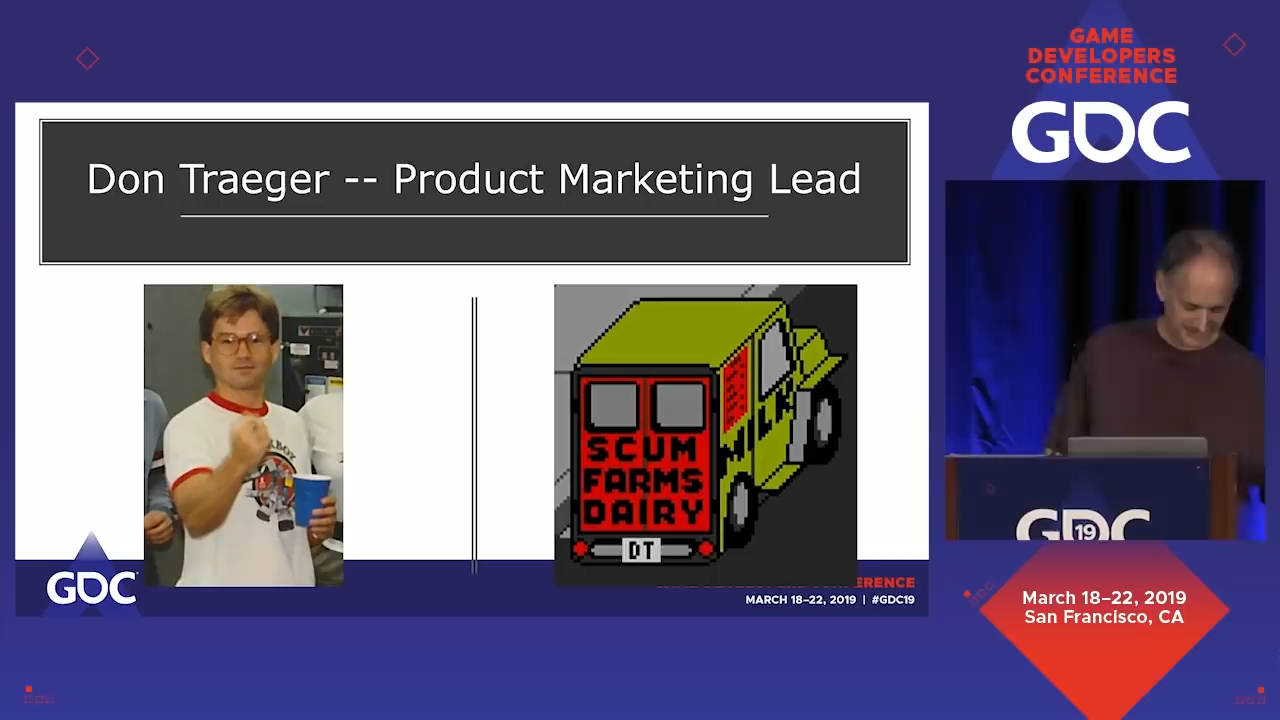 GAME
DEVELOPERS
CONFERENCE
GDC
Don Traeger -- Product Marketing Lead
SCUM
FARMS
DAIRY
DT
GDC
MARCH 18–22, 2019 | #GDC19
GDC
19
March 18–22, 2019
San Francisco, CA